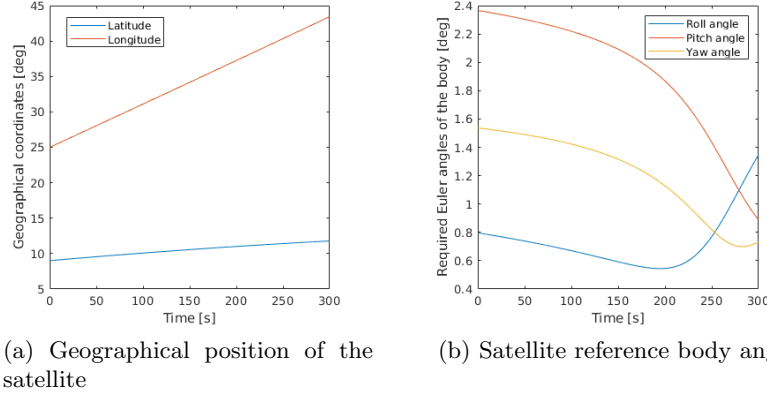 45
40
35
30
25
20
15
10
5
Geographical coordinates [deg]
Latitude
Longitude
0 50 100 150 200 250 300
Time [s]
(a) Geographical position of the
satellite
2.4
2.2
2
1.8
1.6
1.4
1.2
1
0.8
0.6
0.4
Required Euler angles of the body [deg]
Roll angle
Pitch angle
Yaw angle
0 50 100 150 200 250 300
Time [s]
(b) Satellite reference body